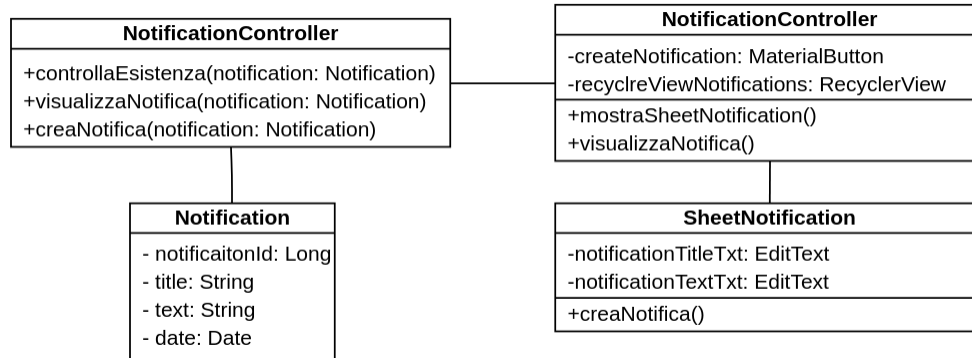 NotificationController
+controllaEsistenza(notification: Notification)
+visualizzaNotifica(notification: Notification)
+creaNotifica(notification: Notification)
NotificationController
-createNotification: MaterialButton
-recyclreViewNotifications: RecyclerView
+mostraSheetNotification()
+visualizzaNotifica()
Notification
- notificaitonId: Long
- title: String
- text: String
- date: Date
SheetNotification
-notificationTitleTxt: EditText
-notificationTextTxt: EditText
+creaNotifica()